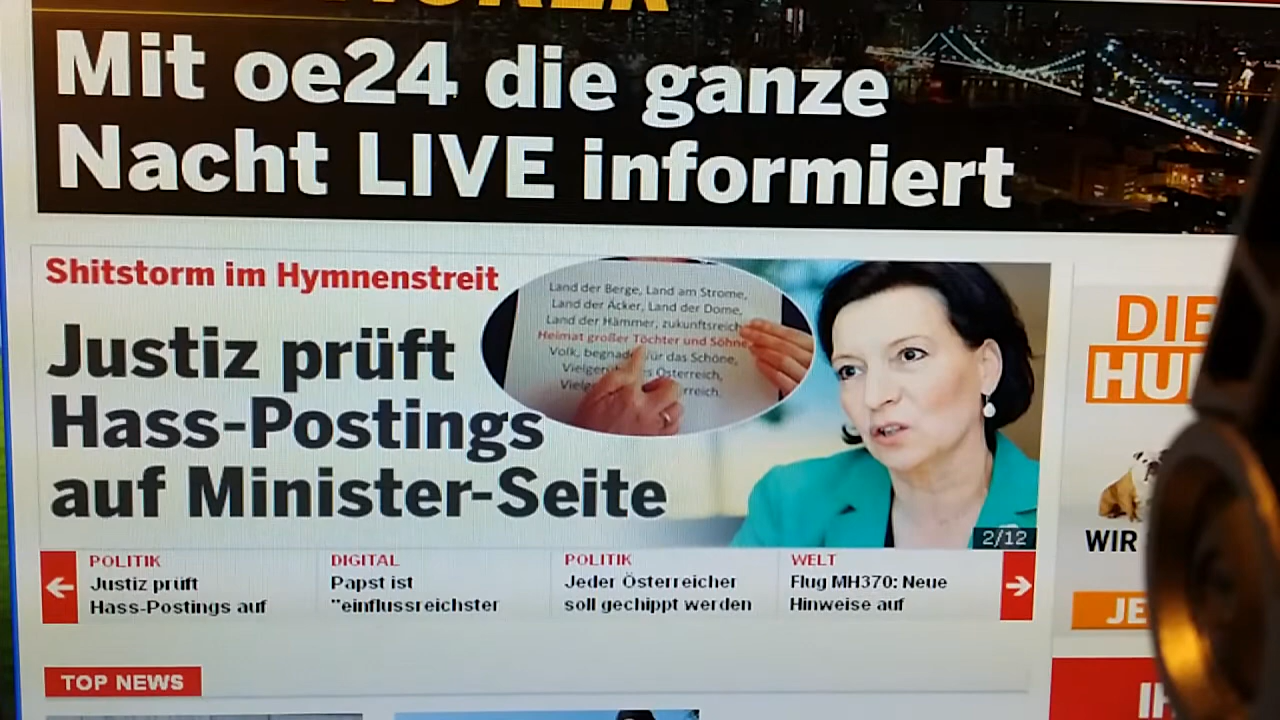 Mit oe24 die ganze
Nacht LIVE informiert
Shitstorm im Hymnenstreit
Justiz prüft
Hass-Postings
auf Minister-Seite
Land der Berge, Land am Strome,
Land der Äcker, Land der Dome,
Land der Hämmer, zukunftsreich
Heimat großer Töchter und Söhne
Volk, für das Schöne,
Österreich,
2/12
POLITIK
Justiz prüft
Hass-Postings auf
DIGITAL
Papst ist
"einflussreichster
POLITIK
Jeder Österreicher
soll gechippt werden
WELT
Flug MH370: Neue
Hinweise auf
TOP NEWS
DIE
WIR